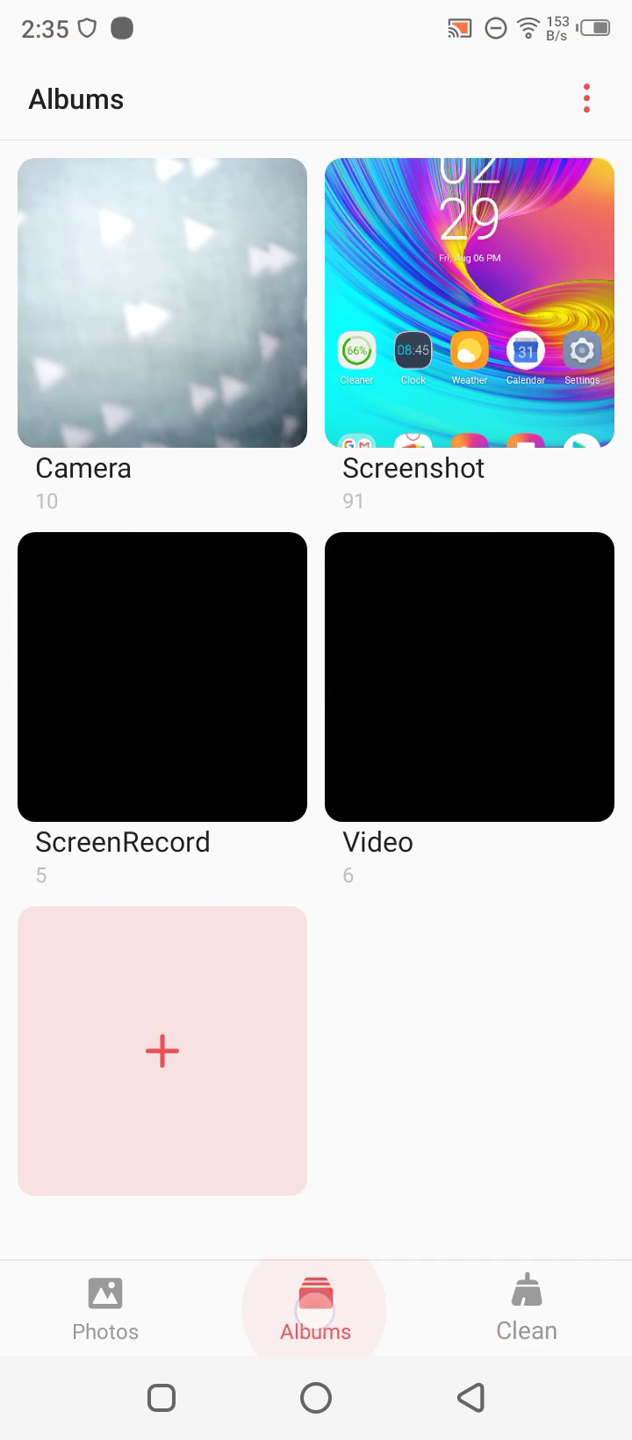 2:35
153
B/s
Albums
02
29
Fri, Aug 06 PM
66%
08:45
31
Cleaner
Clock
Weather
Calendar
Settings
G
Camera
10
Screenshot
91
ScreenRecord
5
Video
6
Photos
Albums
Clean